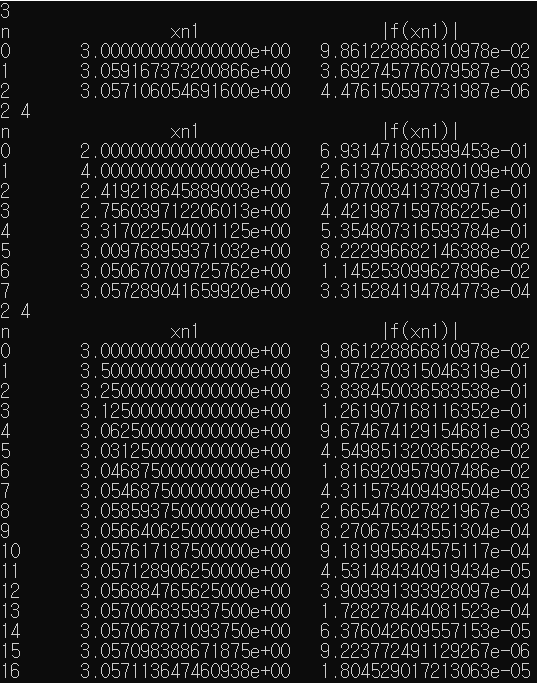 3
n xn1 |f(xn1)|
0 3.000000000000000e+00 9.861228866810978e-02
1 3.059167373200866e+00 3.692745776079587e-03
2 3.057106054691600e+00 4.476150597731987e-06
2 4
n xn1 |f(xn1)|
0 2.000000000000000e+00 6.931471805599453e-01
1 4.000000000000000e+00 2.613705638880109e+00
2 2.419218645889003e+00 7.077003413730971e-01
3 2.756039712206013e+00 4.421987159786225e-01
4 3.317022504001125e+00 5.354807316593784e-01
5 3.009768959371032e+00 8.222996682146388e-02
6 3.050670709725762e+00 1.145253099627896e-02
7 3.057289041659920e+00 3.315284194784773e-04
2 4
n xn1 |f(xn1)|
0 3.000000000000000e+00 9.861228866810978e-02
1 3.500000000000000e+00 9.972370315046319e-01
2 3.250000000000000e+00 3.838450036583538e-01
3 3.125000000000000e+00 1.261907168116352e-01
4 3.062500000000000e+00 9.674674129154681e-03
5 3.031250000000000e+00 4.549851320365628e-02
6 3.046875000000000e+00 1.816920957907486e-02
7 3.054687500000000e+00 4.311573409498504e-03
8 3.058593750000000e+00 2.665476027821967e-03
9 3.056640625000000e+00 8.270675343551304e-04
10 3.057617187500000e+00 9.181995684575117e-04
11 3.057128906250000e+00 4.531484340919434e-05
12 3.056884765625000e+00 3.909391393928097e-04
13 3.057006835937500e+00 1.728278464081523e-04
14 3.057067871093750e+00 6.376042609557153e-05
15 3.057098388671875e+00 9.223772491129267e-06
16 3.057113647460938e+00 1.804529017213063e-05